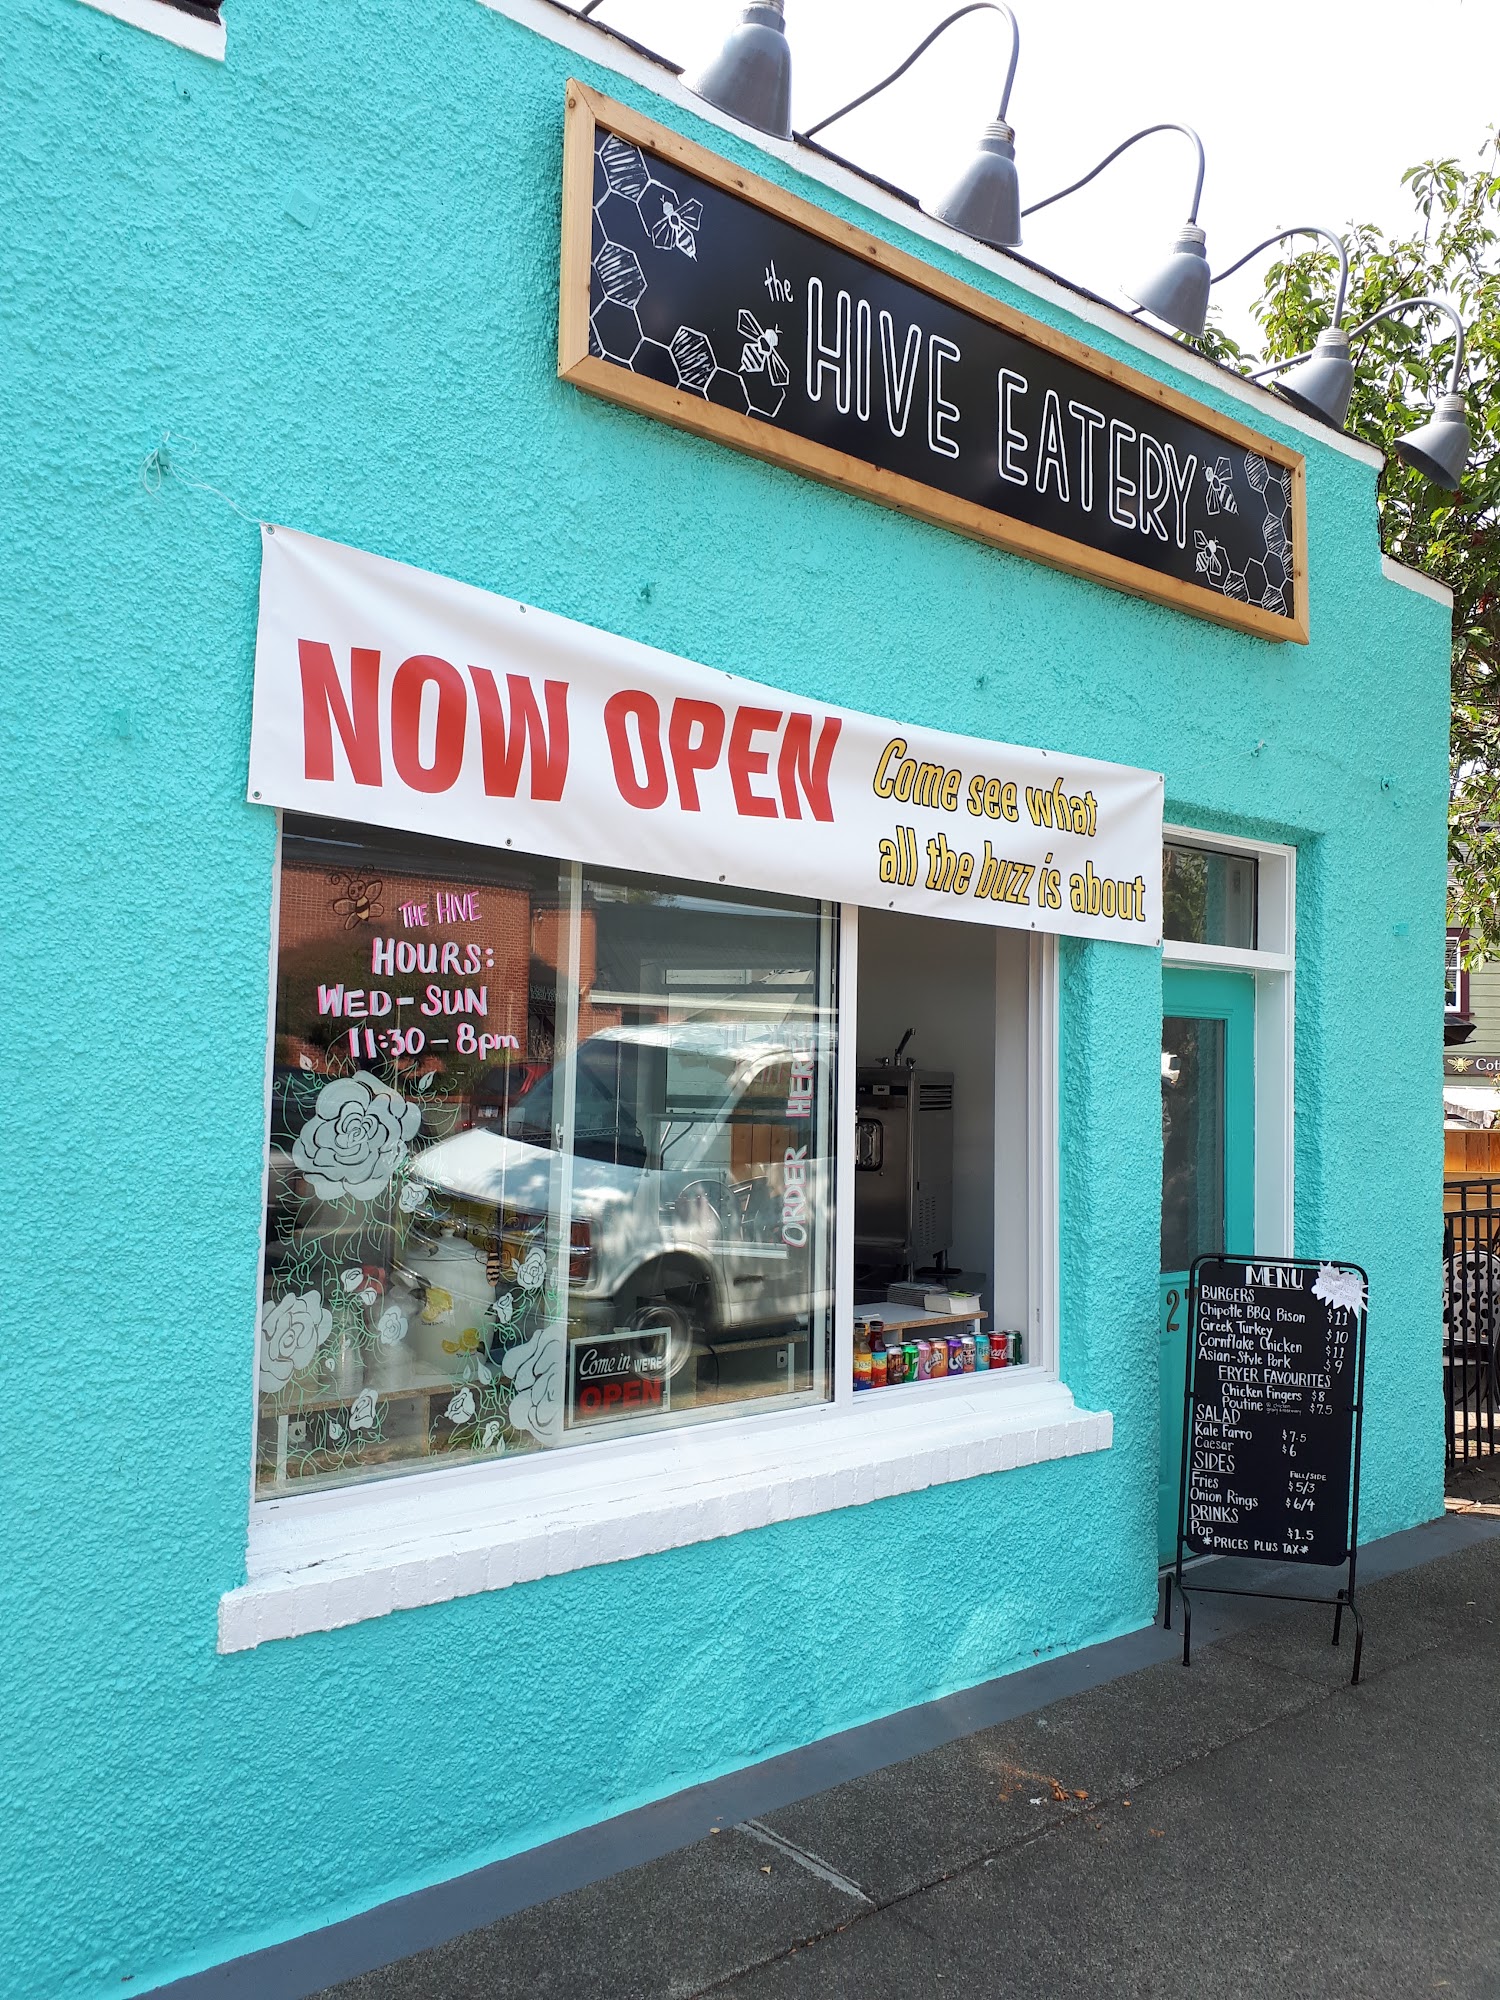 the HIVE EATERY
NOW OPEN
Come see what
all the buzz is about
THE HIVE
HOURS:
WED - SUN
11:30 - 8pm
ORDER HERE
Come in WE'RE
OPEN
2
MENU
BURGERS
Chipotle BBQ Bison $11
Greek Turkey $10
Cornflake Chicken $11
Asian-Style Pork $9
FRYER FAVOURITES
Chicken Fingers $8
Poutine $7.5
SALAD
Kale Farro $7.5
Caesar $6
SIDES
FULL/SIDE
Fries $5/3
Onion Rings $6/4
DRINKS
Pop $1.5
*PRICES PLUS TAX*